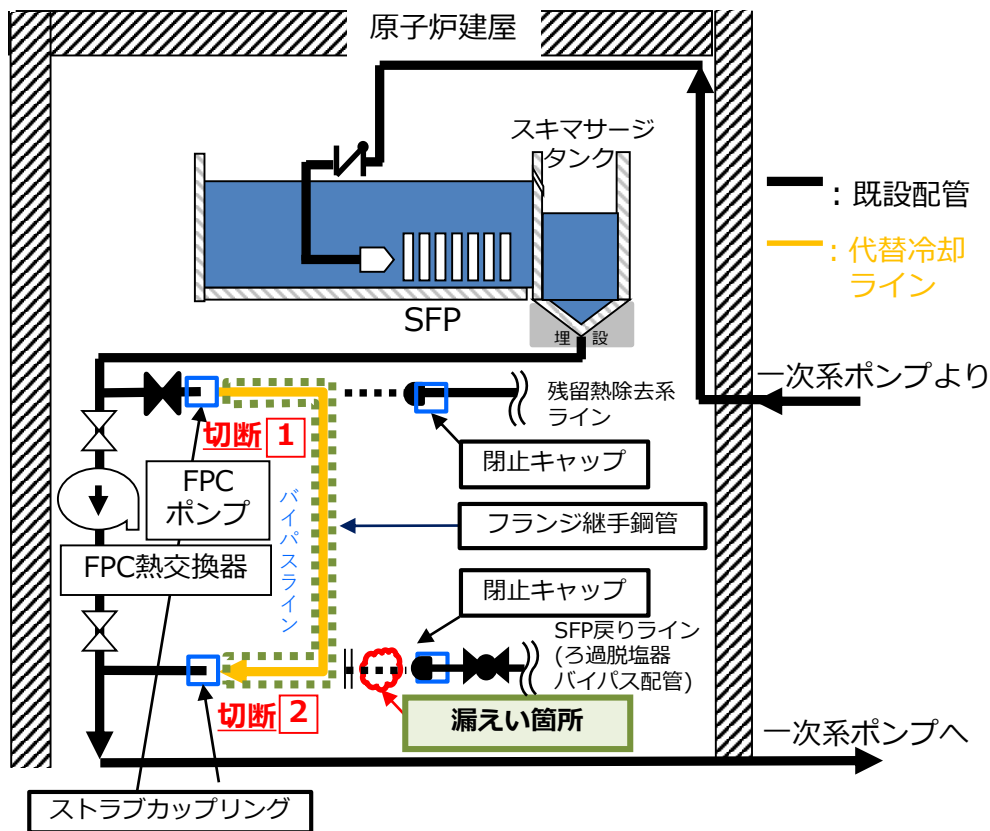 原子炉建屋
スキマサージ
タンク
：既設配管
：代替冷却
ライン
SFP
埋設
一次系ポンプより
残留熱除去系
ライン
切断 1
閉止キャップ
FPC
ポンプ
バイパスライン
フランジ継手鋼管
FPC熱交換器
閉止キャップ
SFP戻りライン
(ろ過脱塩器
バイパス配管)
切断 2
漏えい箇所
一次系ポンプへ
ストラブカップリング